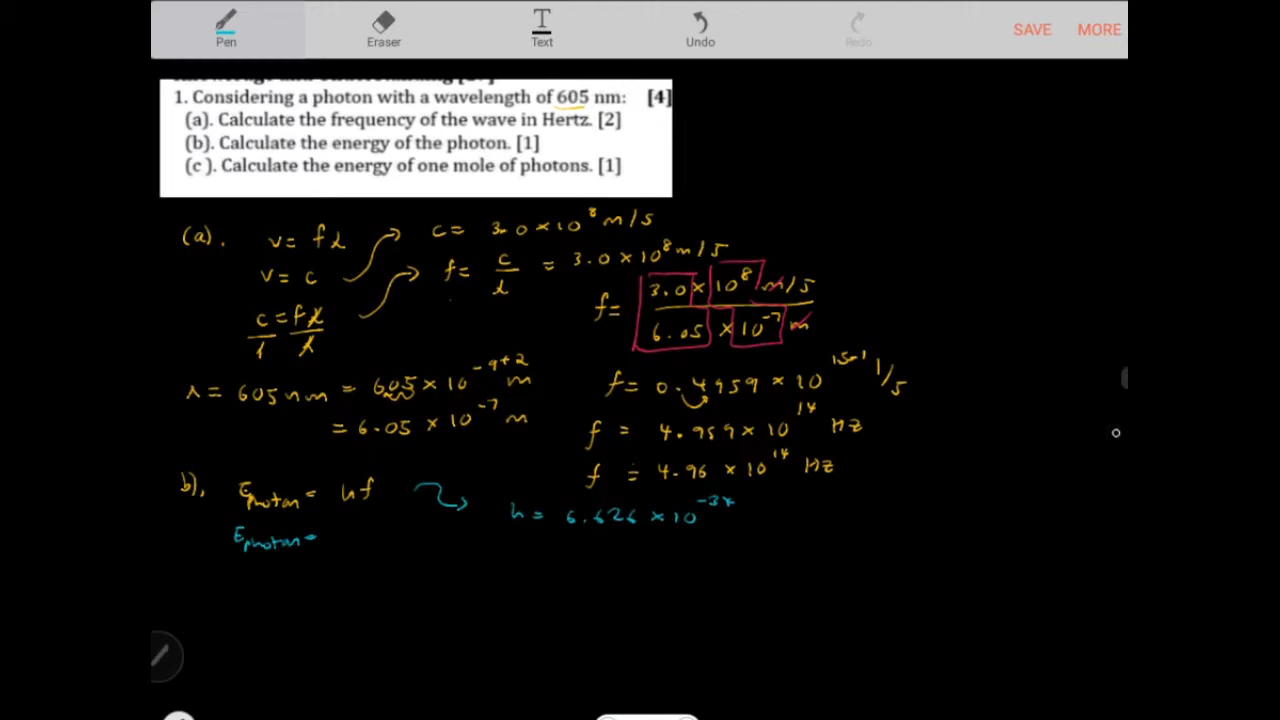 Pen Eraser Text Undo Redo SAVE MORE
1. Considering a photon with a wavelength of 605 nm: [4]
(a). Calculate the frequency of the wave in Hertz. [2]
(b). Calculate the energy of the photon. [1]
(c ). Calculate the energy of one mole of photons. [1]
(a). v = fλ
v = c
c = fλ
λ λ
c = 3.0 × 10⁸ m/s
f = c/λ = 3.0 × 10⁸ m/s
f = 3.0 × 10⁸ m/s
6.05 × 10⁻⁷ m
λ = 605 nm = 605 × 10⁻⁹⁺² m
= 6.05 × 10⁻⁷ m
f = 0.4959 × 10¹⁵⁻¹ 1/s
f = 4.959 × 10¹⁴ Hz
f = 4.96 × 10¹⁴ Hz
b), Ephoton = hf
h = 6.626 × 10⁻³⁴
Ephoton =